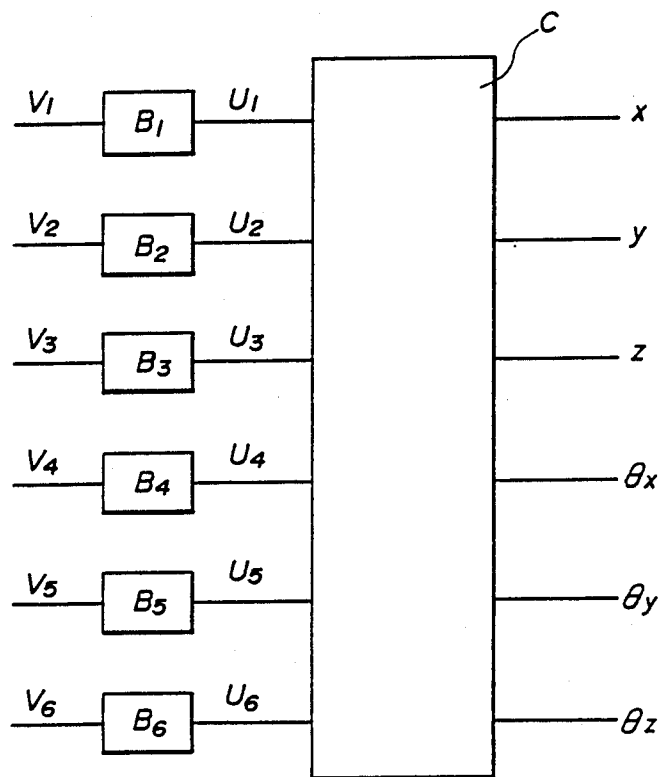 C
V1 B1 U1 x
V2 B2 U2 y
V3 B3 U3 z
V4 B4 U4 θx
V5 B5 U5 θy
V6 B6 U6 θz